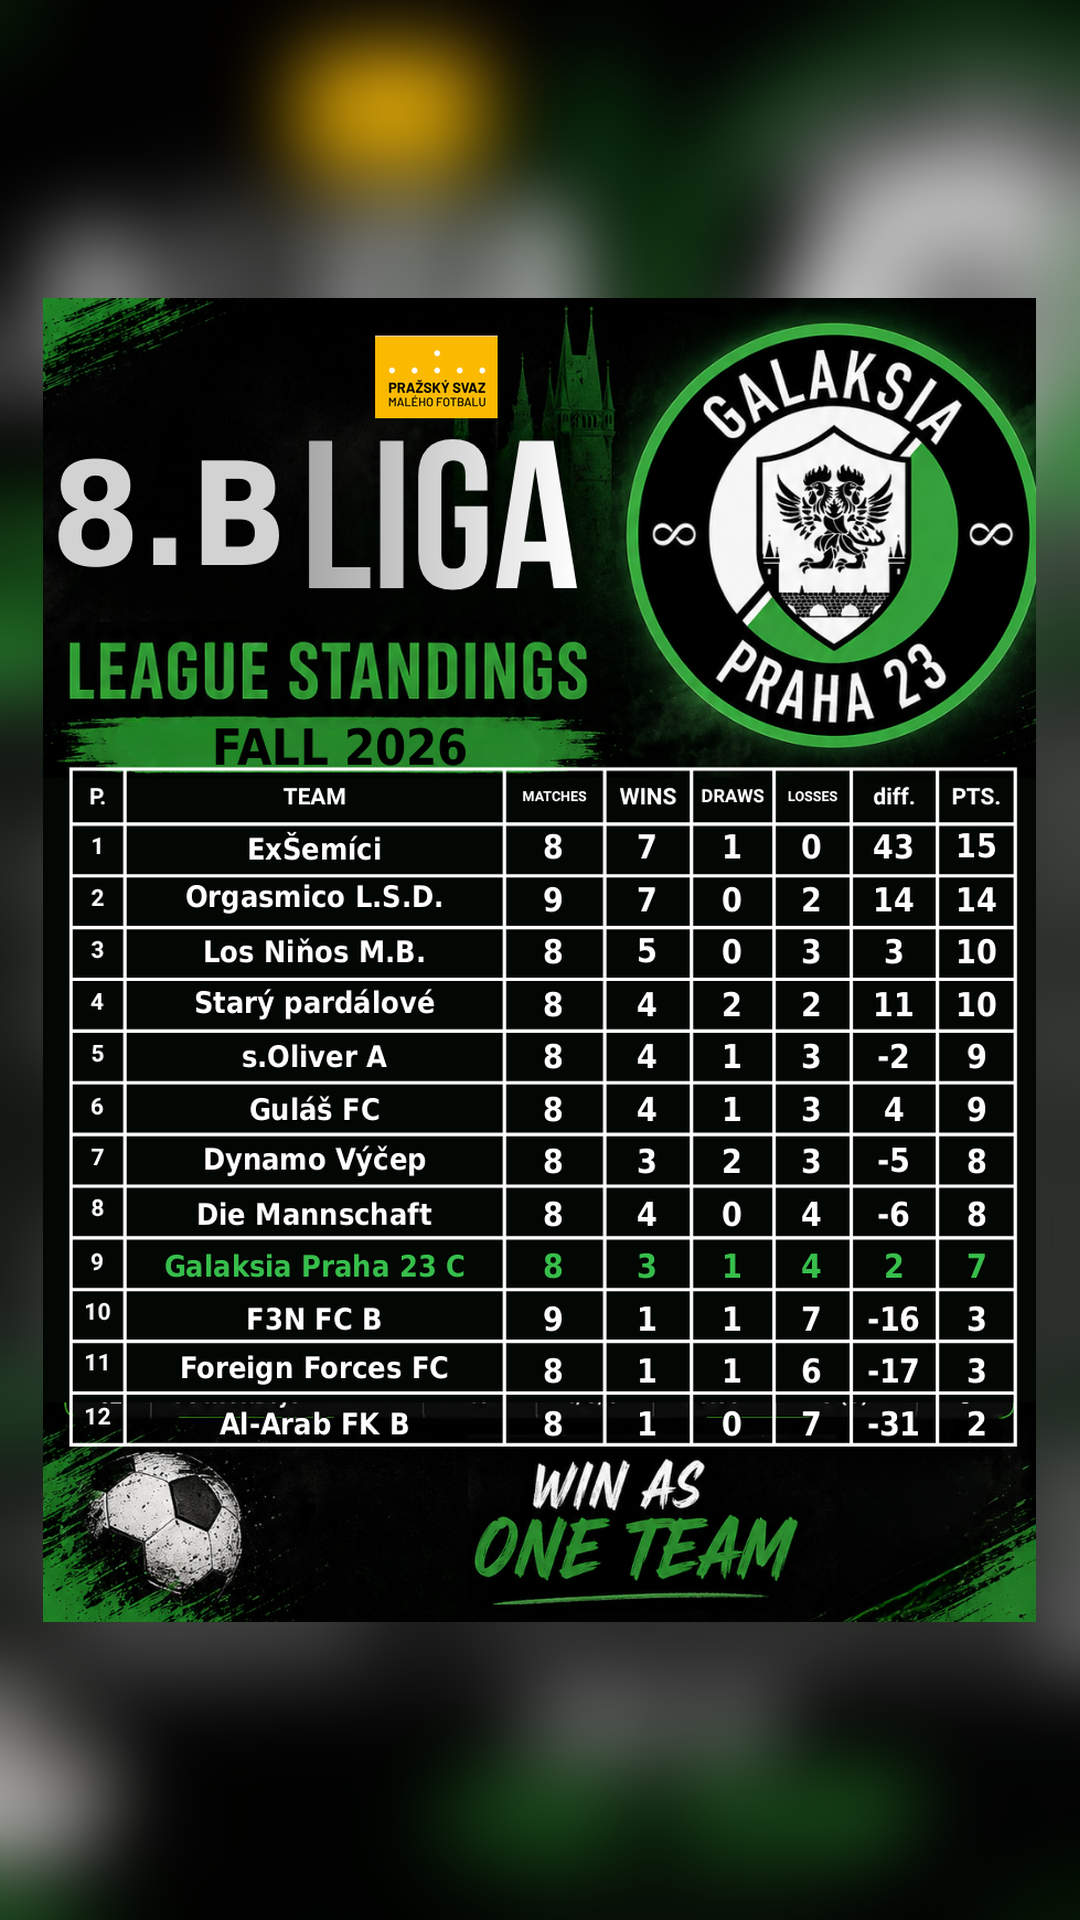 PRAŽSKÝ SVAZ
MALÉHO FOTBALU
8.B LIGA
GALAKSIA
PRAHA 23
LEAGUE STANDINGS
FALL 2026
P. TEAM MATCHES WINS DRAWS LOSSES diff. PTS.
1 ExŠemíci 8 7 1 0 43 15
2 Orgasmico L.S.D. 9 7 0 2 14 14
3 Los Niňos M.B. 8 5 0 3 3 10
4 Starý pardálové 8 4 2 2 11 10
5 s.Oliver A 8 4 1 3 -2 9
6 Guláš FC 8 4 1 3 4 9
7 Dynamo Výčep 8 3 2 3 -5 8
8 Die Mannschaft 8 4 0 4 -6 8
9 Galaksia Praha 23 C 8 3 1 4 2 7
10 F3N FC B 9 1 1 7 -16 3
11 Foreign Forces FC 8 1 1 6 -17 3
12 Al-Arab FK B 8 1 0 7 -31 2
WIN AS
ONE TEAM